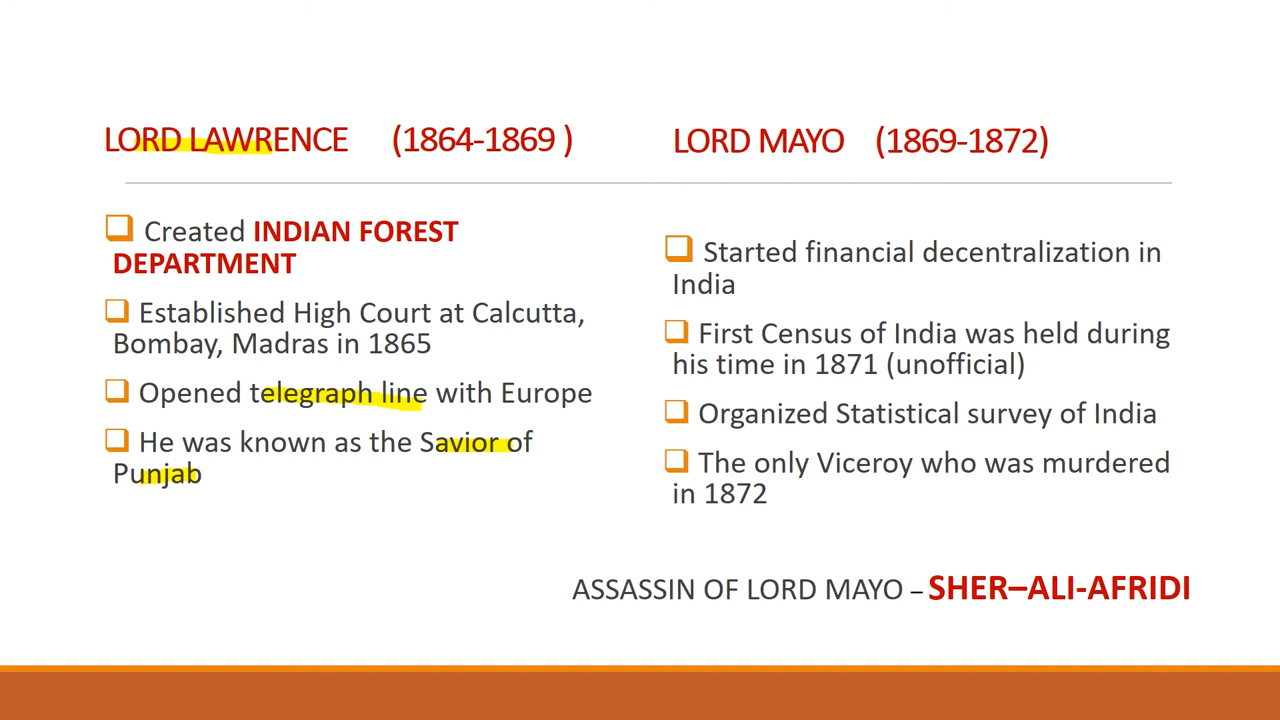 LORD LAWRENCE (1864-1869 )
Created INDIAN FOREST
DEPARTMENT
Established High Court at Calcutta,
Bombay, Madras in 1865
Opened telegraph line with Europe
He was known as the Savior of
Punjab
LORD MAYO (1869-1872)
Started financial decentralization in
India
First Census of India was held during
his time in 1871 (unofficial)
Organized Statistical survey of India
The only Viceroy who was murdered
in 1872
ASSASSIN OF LORD MAYO – SHER–ALI-AFRIDI